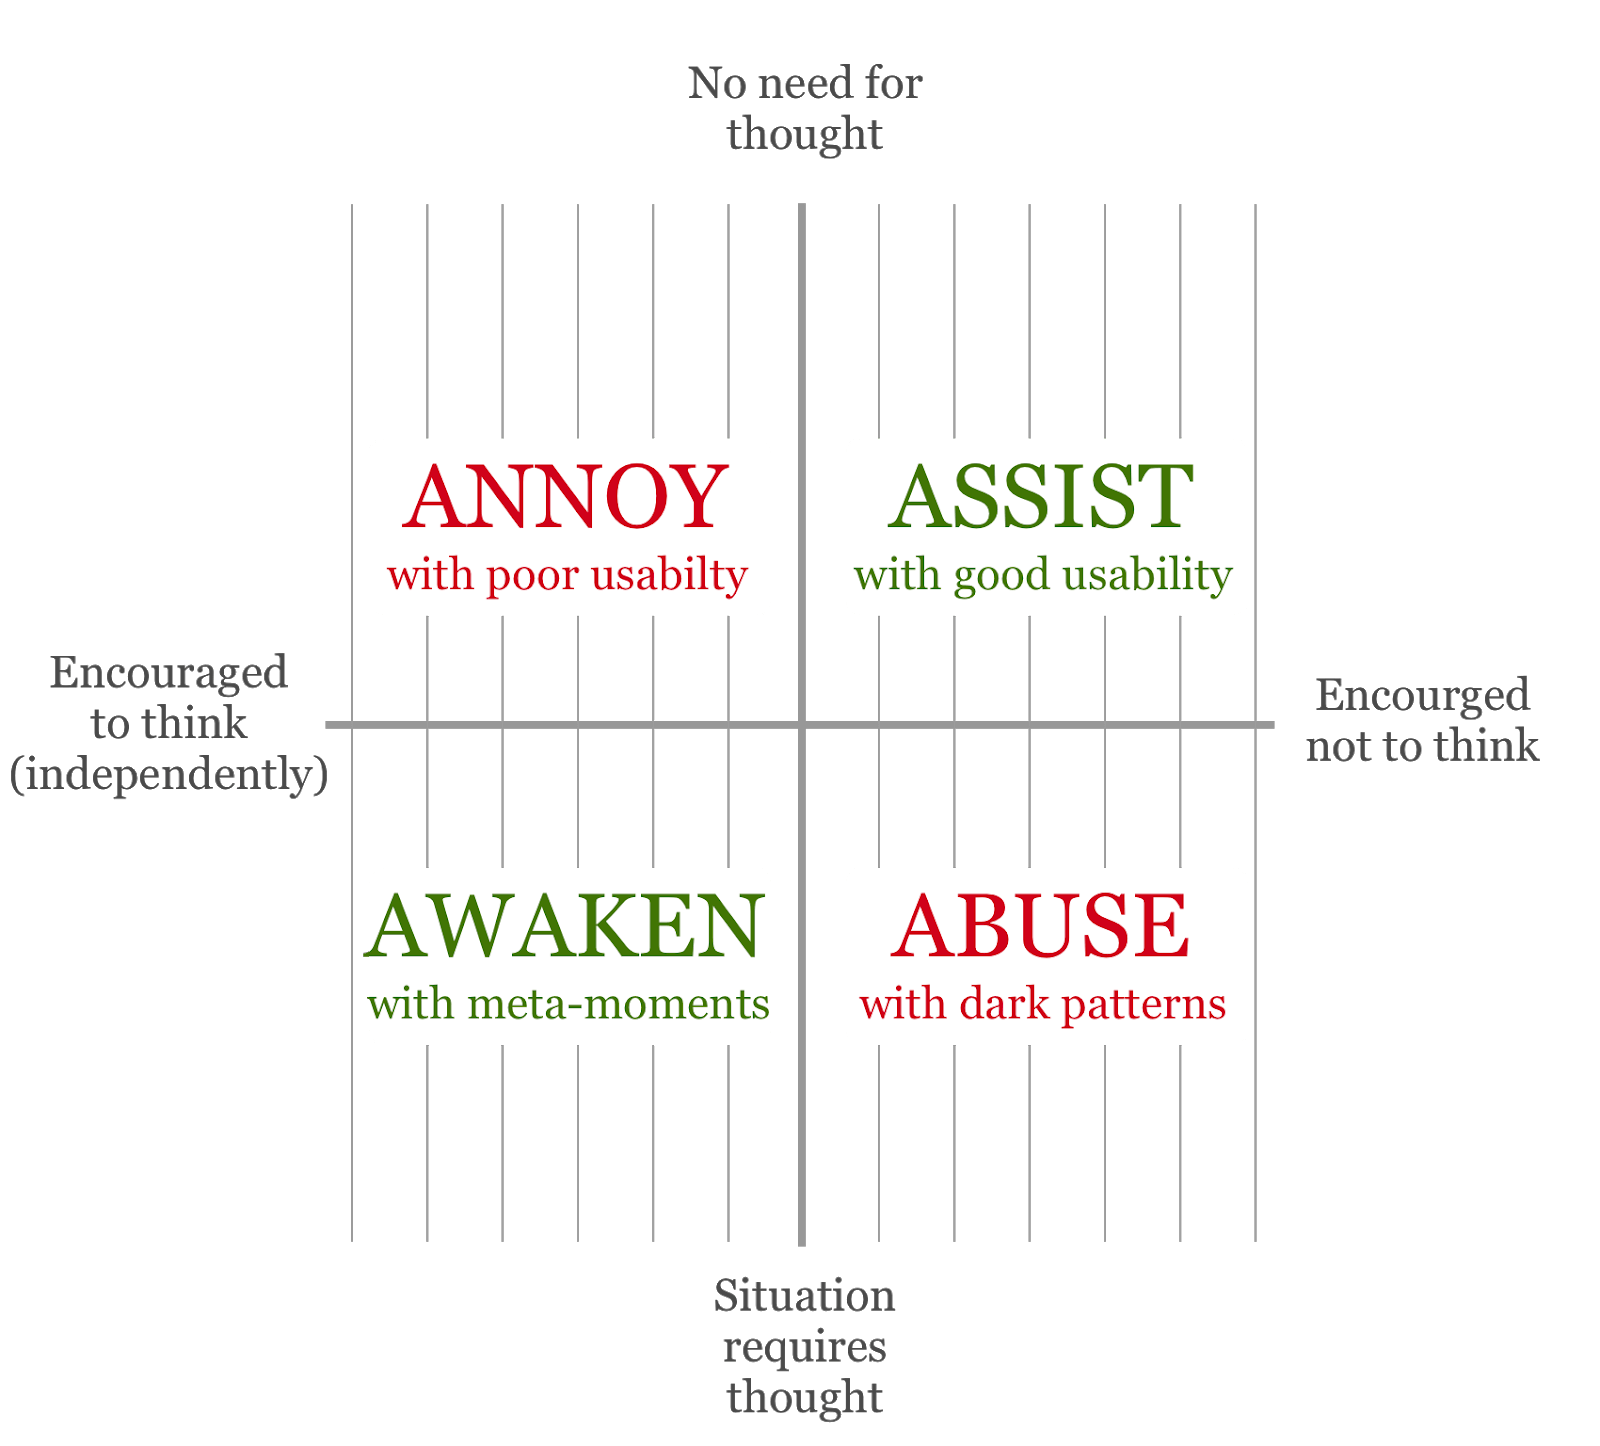 No need for
thought
ANNOY
with poor usabilty
ASSIST
with good usability
Encouraged
to think
(independently)
Encourged
not to think
AWAKEN
with meta-moments
ABUSE
with dark patterns
Situation
requires
thought